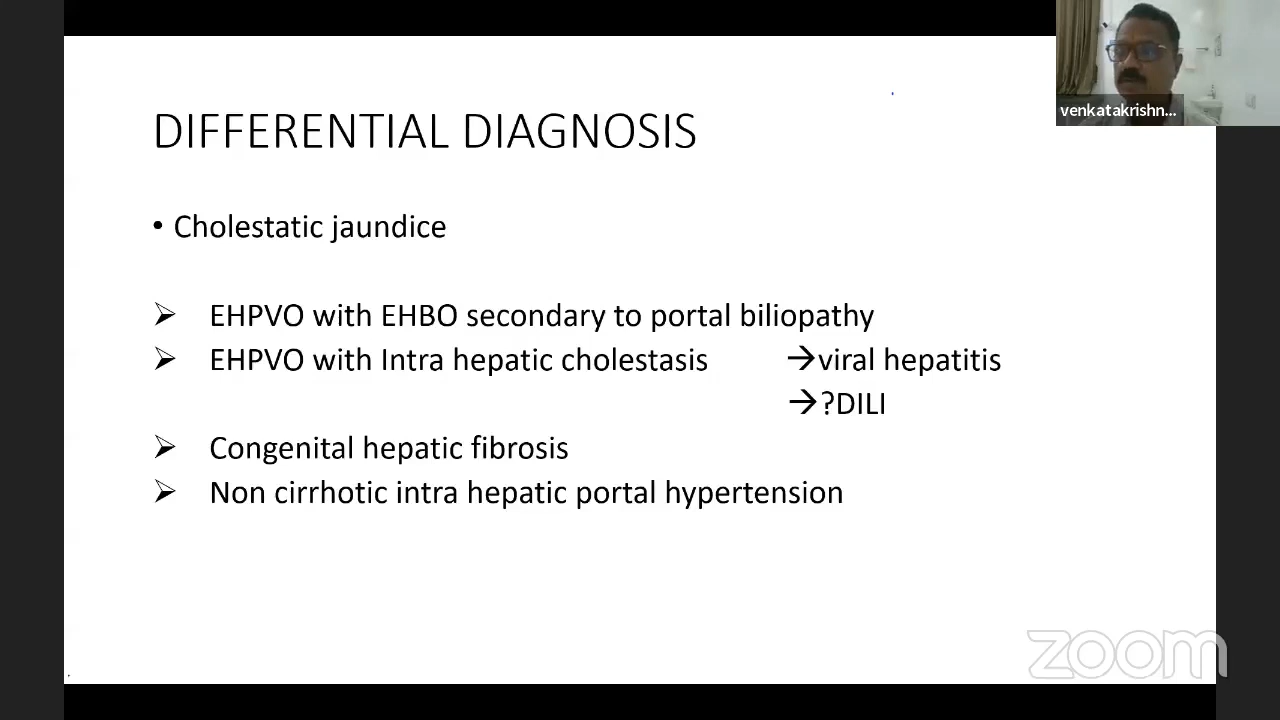 venkatakrishn...
DIFFERENTIAL DIAGNOSIS
• Cholestatic jaundice
➢ EHPVO with EHBO secondary to portal biliopathy
➢ EHPVO with Intra hepatic cholestasis →viral hepatitis
→?DILI
➢ Congenital hepatic fibrosis
➢ Non cirrhotic intra hepatic portal hypertension
zoom